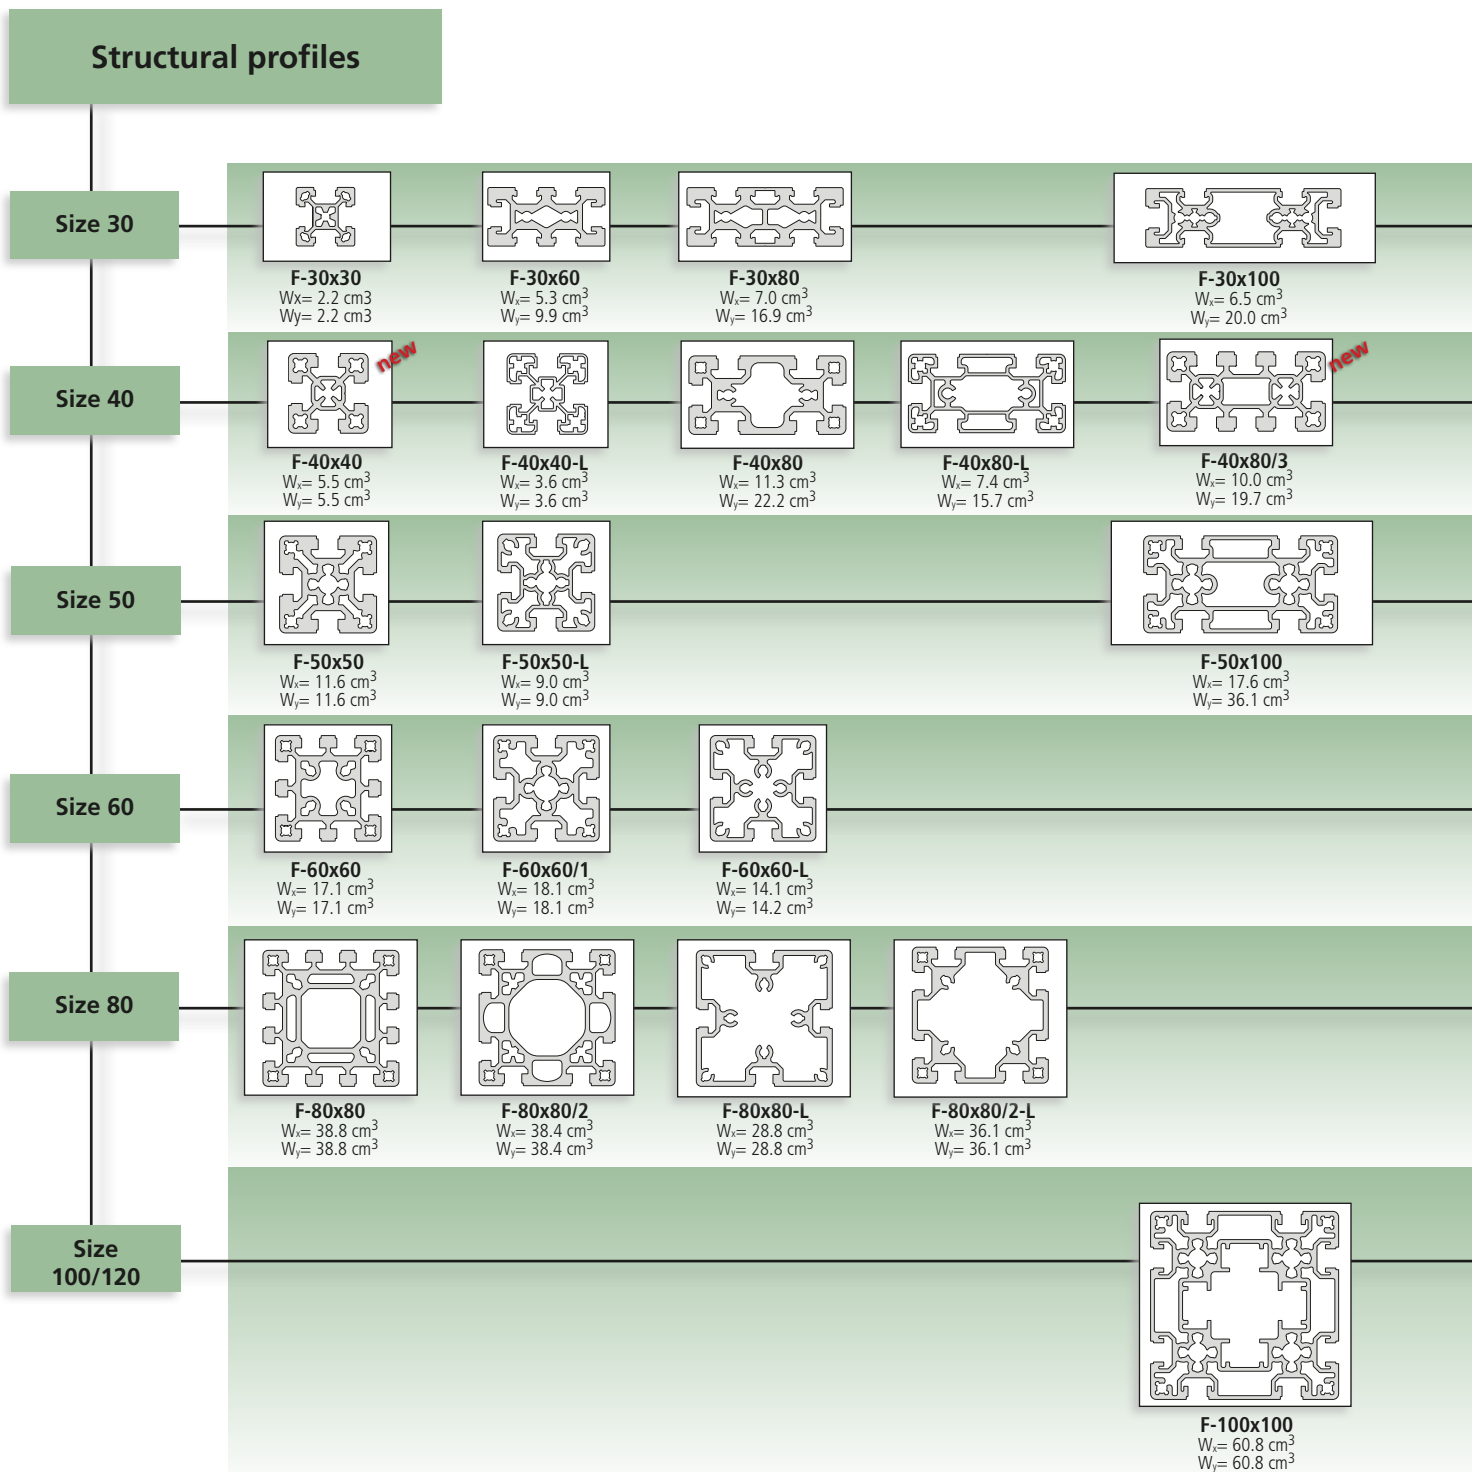 Structural profiles
Size 30
F-30x30
Wx= 2.2 cm3
Wy= 2.2 cm3
F-30x60
Wx= 5.3 cm³
Wy= 9.9 cm³
F-30x80
Wx= 7.0 cm³
Wy= 16.9 cm³
F-30x100
Wx= 6.5 cm³
Wy= 20.0 cm³
Size 40
new
F-40x40
Wx= 5.5 cm³
Wy= 5.5 cm³
F-40x40-L
Wx= 3.6 cm³
Wy= 3.6 cm³
F-40x80
Wx= 11.3 cm³
Wy= 22.2 cm³
F-40x80-L
Wx= 7.4 cm³
Wy= 15.7 cm³
new
F-40x80/3
Wx= 10.0 cm³
Wy= 19.7 cm³
Size 50
F-50x50
Wx= 11.6 cm³
Wy= 11.6 cm³
F-50x50-L
Wx= 9.0 cm³
Wy= 9.0 cm³
F-50x100
Wx= 17.6 cm³
Wy= 36.1 cm³
Size 60
F-60x60
Wx= 17.1 cm³
Wy= 17.1 cm³
F-60x60/1
Wx= 18.1 cm³
Wy= 18.1 cm³
F-60x60-L
Wx= 14.1 cm³
Wy= 14.2 cm³
Size 80
F-80x80
Wx= 38.8 cm³
Wy= 38.8 cm³
F-80x80/2
Wx= 38.4 cm³
Wy= 38.4 cm³
F-80x80-L
Wx= 28.8 cm³
Wy= 28.8 cm³
F-80x80/2-L
Wx= 36.1 cm³
Wy= 36.1 cm³
Size
100/120
F-100x100
Wx= 60.8 cm³
Wy= 60.8 cm³